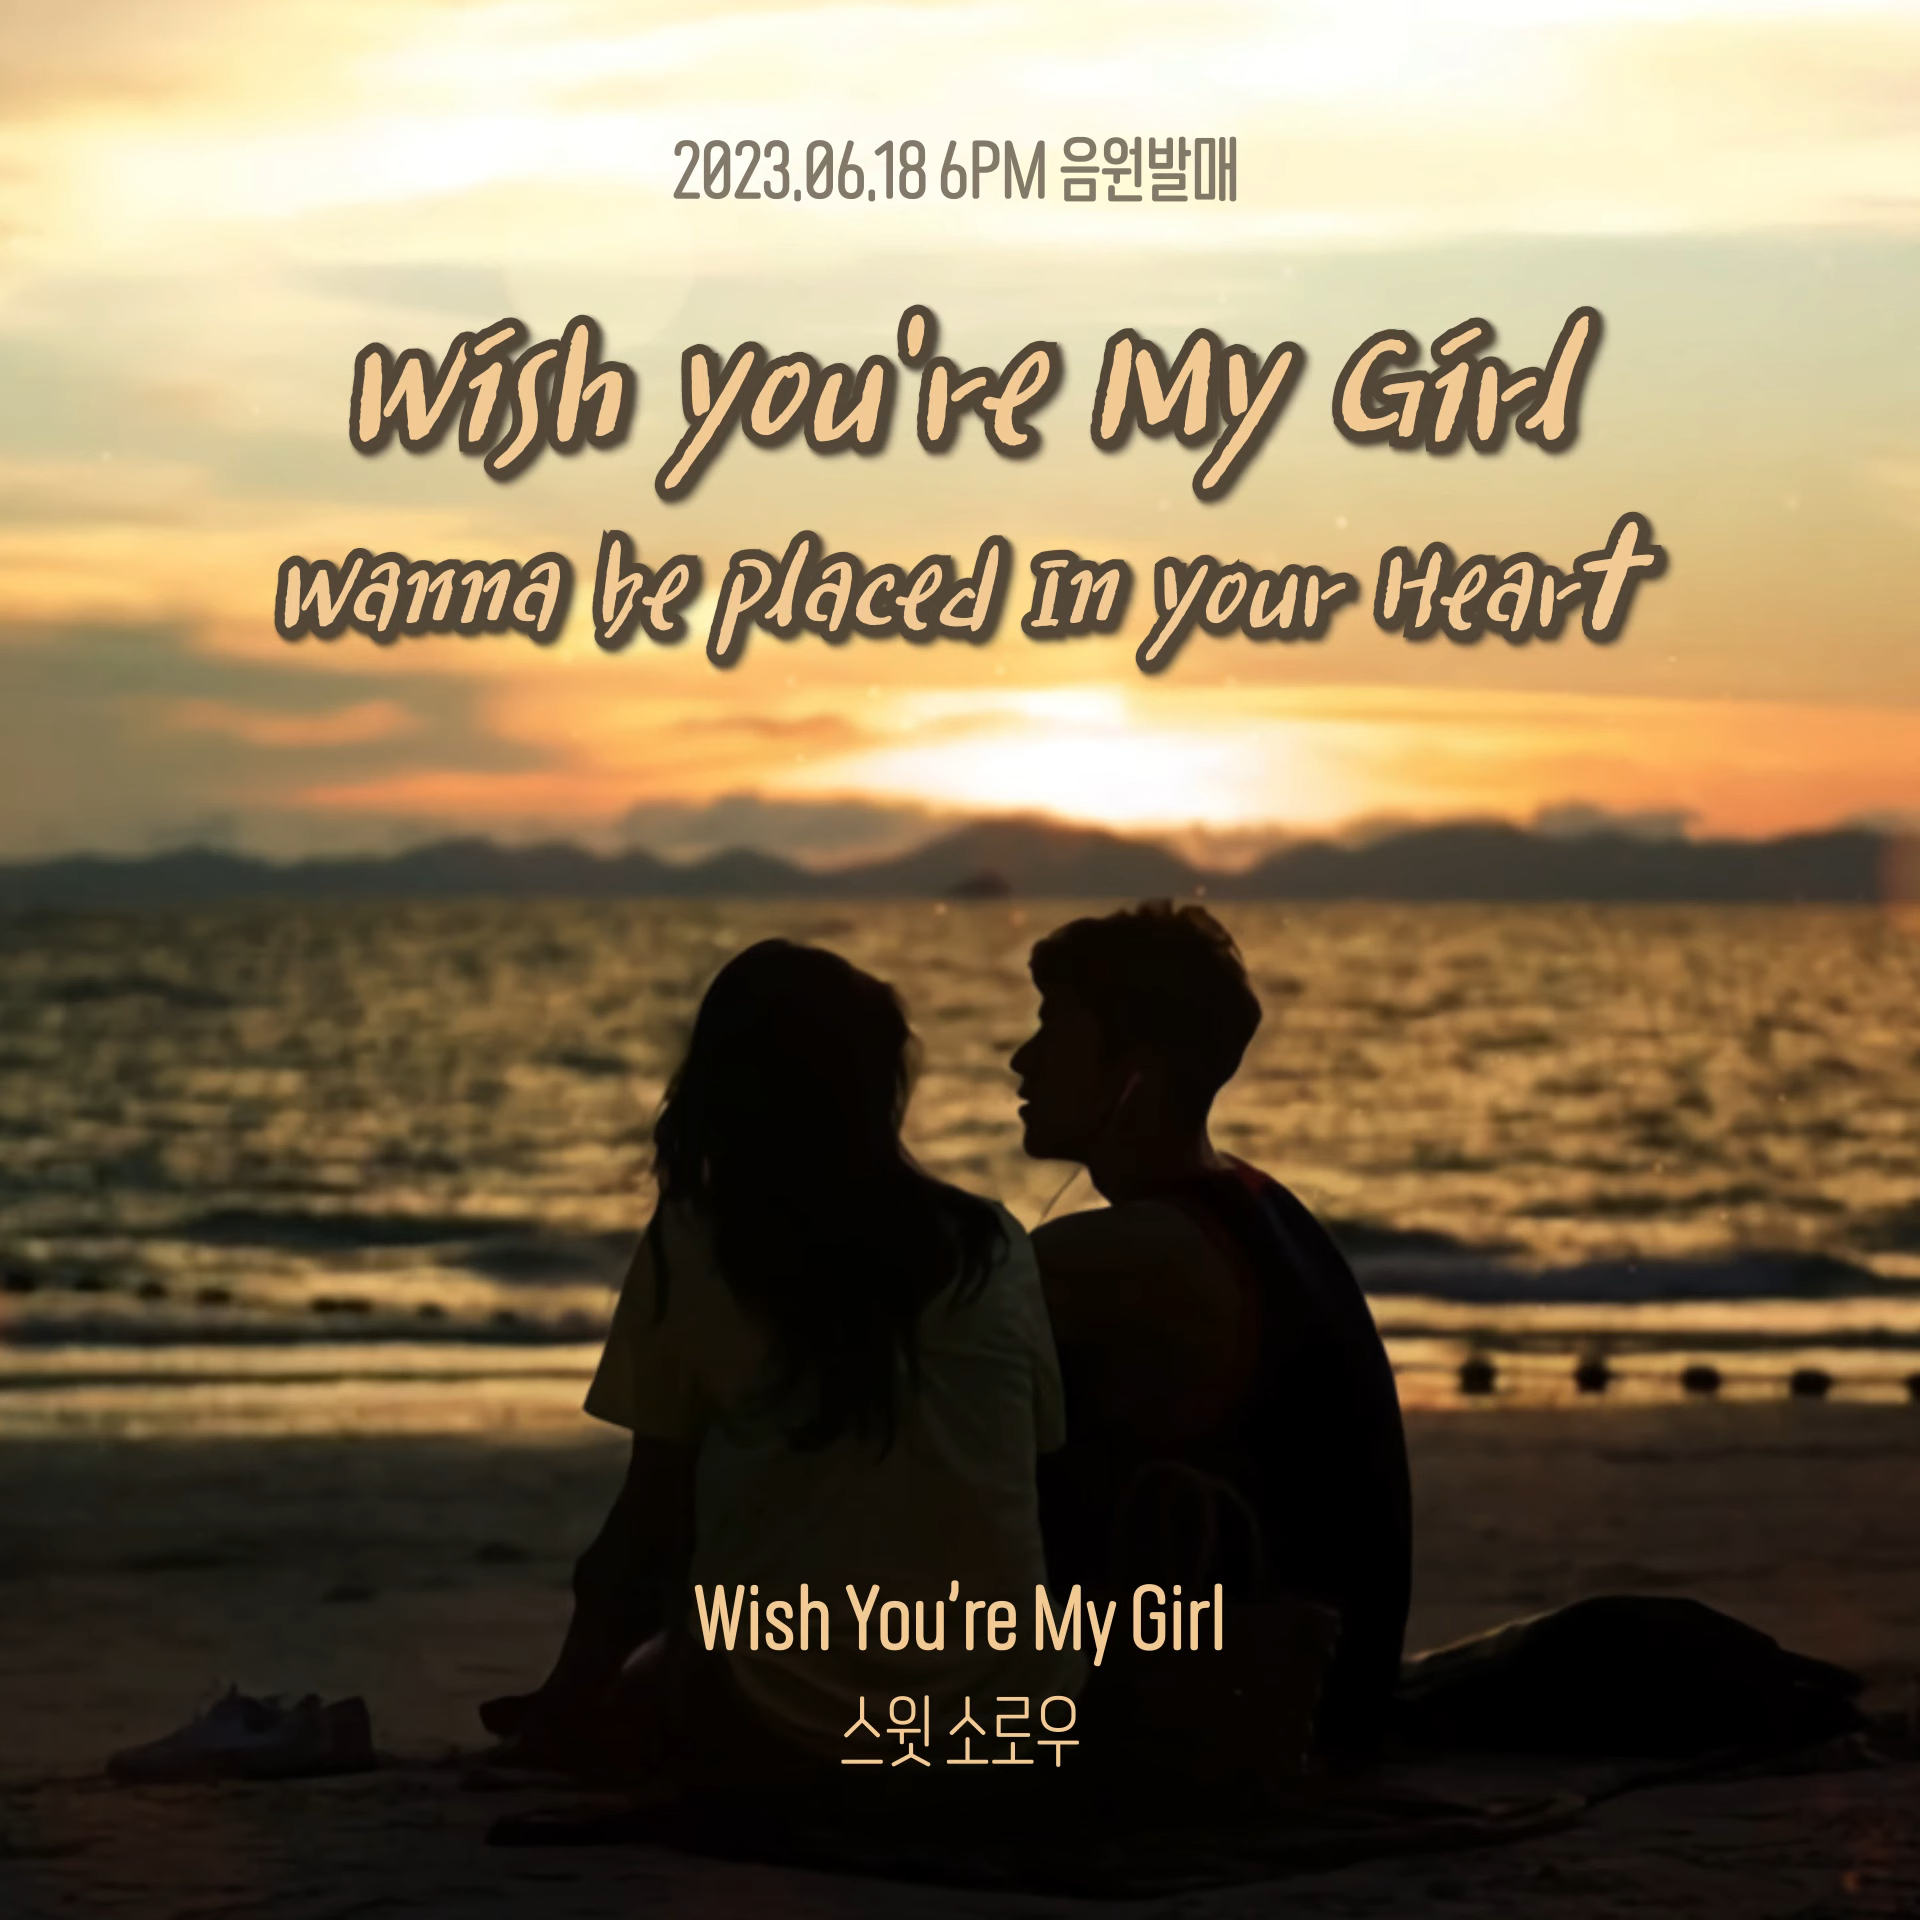 2023.06.18 6PM 음원발매
Wish you're My Girl
wanna be placed In your Heart
Wish You're My Girl
스윗 소로우